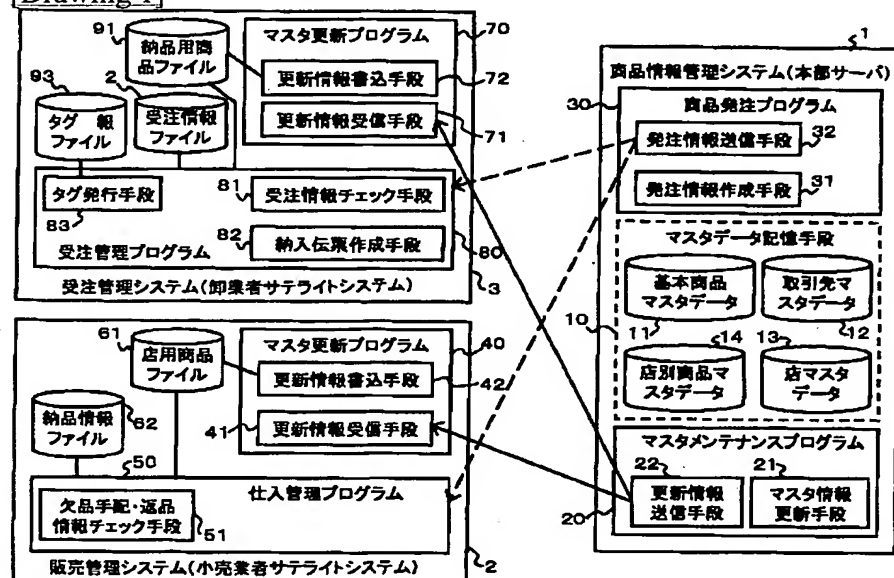 [Drawing 1]
91
納品用商
品ファイル
マスタ更新プログラム
70
更新情報書込手段
72
更新情報受信手段
71
93
タグ 報
ファイル
2
受注情報
ファイル
タグ発行手段
83
81
受注情報チェック手段
82
納入伝票作成手段
受注管理プログラム
80
受注管理システム(卸業者サテライトシステム)
3
61
店用商品
ファイル
マスタ更新プログラム
40
更新情報書込手段
42
41
更新情報受信手段
納品情報
ファイル
62
50
仕入管理プログラム
欠品手配・返品
情報チェック手段
51
販売管理システム(小売業者サテライトシステム)
2
1
商品情報管理システム(本部サーバ)
30
商品発注プログラム
発注情報送信手段
32
発注情報作成手段
31
マスタデータ記憶手段
10
基本商品
マスタデータ
11
取引先マ
スタデータ
12
14
店別商品マ
スタデータ
13
店マスタ
データ
マスタメンテナンスプログラム
20
22
更新情報
送信手段
21
マスタ情報
更新手段